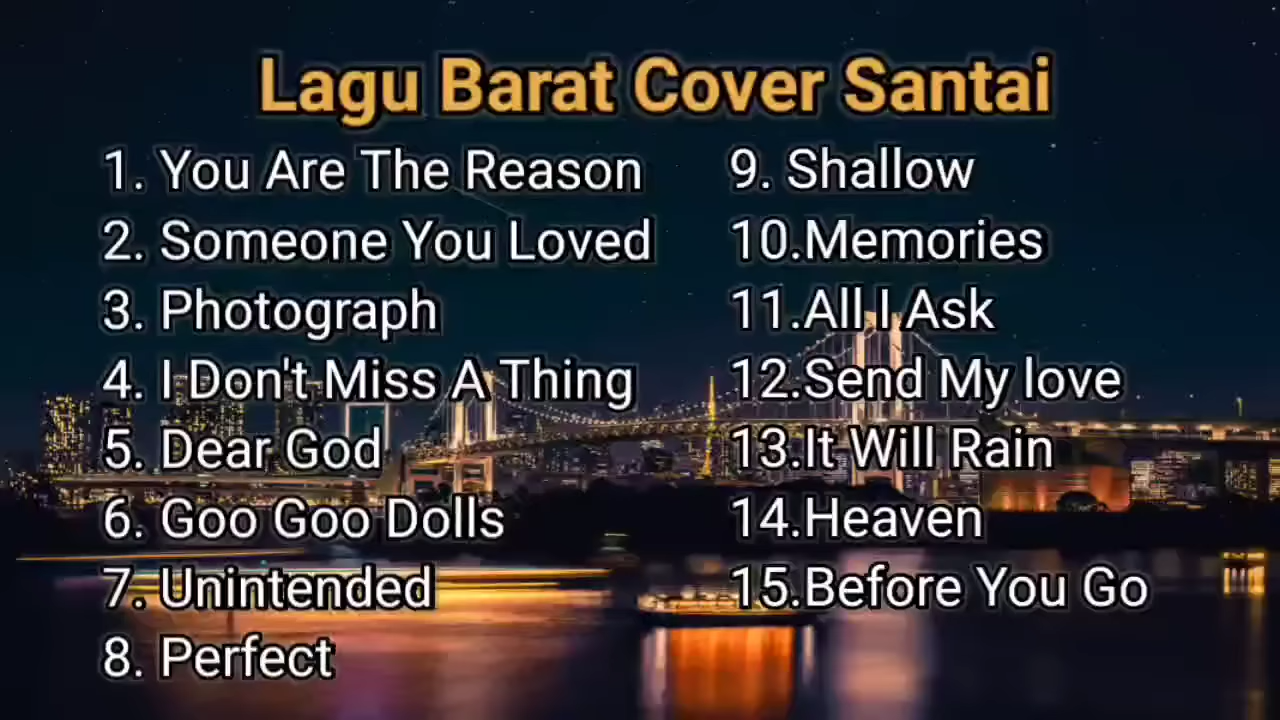 Lagu Barat Cover Santai
1. You Are The Reason
2. Someone You Loved
3. Photograph
4. I Don't Miss A Thing
5. Dear God
6. Goo Goo Dolls
7. Unintended
8. Perfect
9. Shallow
10.Memories
11.All I Ask
12.Send My love
13.It Will Rain
14.Heaven
15.Before You Go